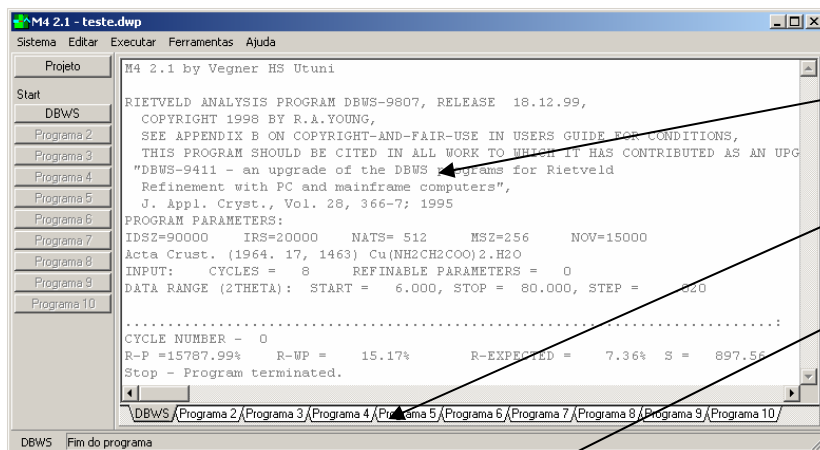 M4 2.1 - teste.dwp
Sistema Editar Executar Ferramentas Ajuda
Projeto
Start
DBWS
Programa 2
Programa 3
Programa 4
Programa 5
Programa 6
Programa 7
Programa 8
Programa 9
Programa 10
M4 2.1 by Vegner HS Utuni
RIETVELD ANALYSIS PROGRAM DBWS-9807, RELEASE 18.12.99,
COPYRIGHT 1998 BY R.A.YOUNG,
SEE APPENDIX B ON COPYRIGHT-AND-FAIR-USE IN USERS GUIDE FOR CONDITIONS,
THIS PROGRAM SHOULD BE CITED IN ALL WORK TO WHICH IT HAS CONTRIBUTED AS AN UPG
"DBWS-9411 - an upgrade of the DBWS programs for Rietveld
Refinement with PC and mainframe computers",
J. Appl. Cryst., Vol. 28, 366-7; 1995
PROGRAM PARAMETERS:
IDSZ=90000 IRS=20000 NATS= 512 MSZ=256 NOV=15000
Acta Crust. (1964. 17, 1463) Cu(NH2CH2COO)2.H2O
INPUT: CYCLES = 8 REFINABLE PARAMETERS = 0
DATA RANGE (2THETA): START = 6.000, STOP = 80.000, STEP = .020
..............................................................................:
CYCLE NUMBER - 0
R-P =15787.99% R-WP = 15.17% R-EXPECTED = 7.36% S = 897.56
Stop - Program terminated.
DBWS Programa 2 Programa 3 Programa 4 Programa 5 Programa 6 Programa 7 Programa 8 Programa 9 Programa 10
DBWS Fim do programa